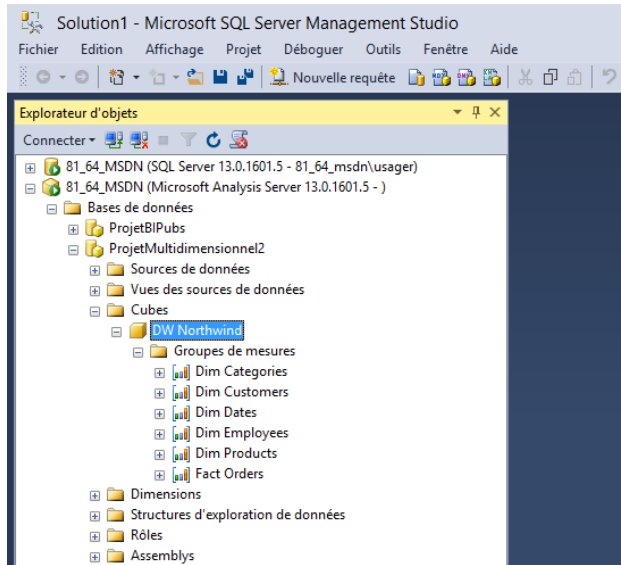 Solution1 - Microsoft SQL Server Management Studio
Fichier Edition Affichage Projet Déboguer Outils Fenêtre Aide
Nouvelle requête
Explorateur d'objets
Connecter
81_64_MSDN (SQL Server 13.0.1601.5 - 81_64_msdn\usager)
81_64_MSDN (Microsoft Analysis Server 13.0.1601.5 - )
Bases de données
ProjetBIPubs
ProjetMultidimensionnel2
Sources de données
Vues des sources de données
Cubes
DW Northwind
Groupes de mesures
Dim Categories
Dim Customers
Dim Dates
Dim Employees
Dim Products
Fact Orders
Dimensions
Structures d'exploration de données
Rôles
Assemblys